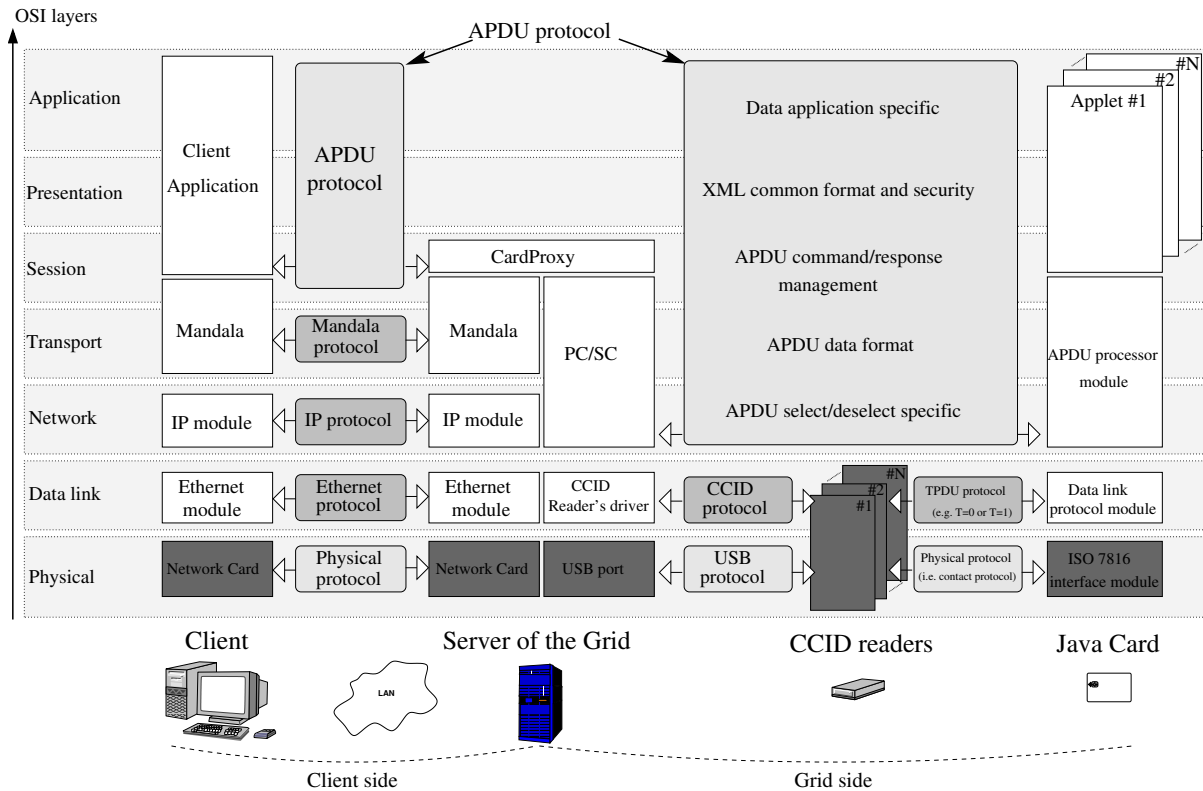 OSI layers
APDU protocol
Application
Client
Application
APDU
protocol
Data application specific
#N
#2
Applet #1
Presentation
XML common format and security
Session
CardProxy
APDU command/response
management
Transport
Mandala
Mandala
protocol
Mandala
PC/SC
APDU data format
APDU processor
module
Network
IP module
IP protocol
IP module
APDU select/deselect specific
Data link
Ethernet
module
Ethernet
protocol
Ethernet
module
CCID
Reader's driver
CCID
protocol
#N
#2
#1
TPDU protocol
(e.g. T=0 or T=1)
Data link
protocol module
Physical
Network Card
Physical
protocol
Network Card
USB port
USB
protocol
Physical protocol
(i.e. contact protocol)
ISO 7816
interface module
Client
Server of the Grid
CCID readers
Java Card
LAN
Client side
Grid side